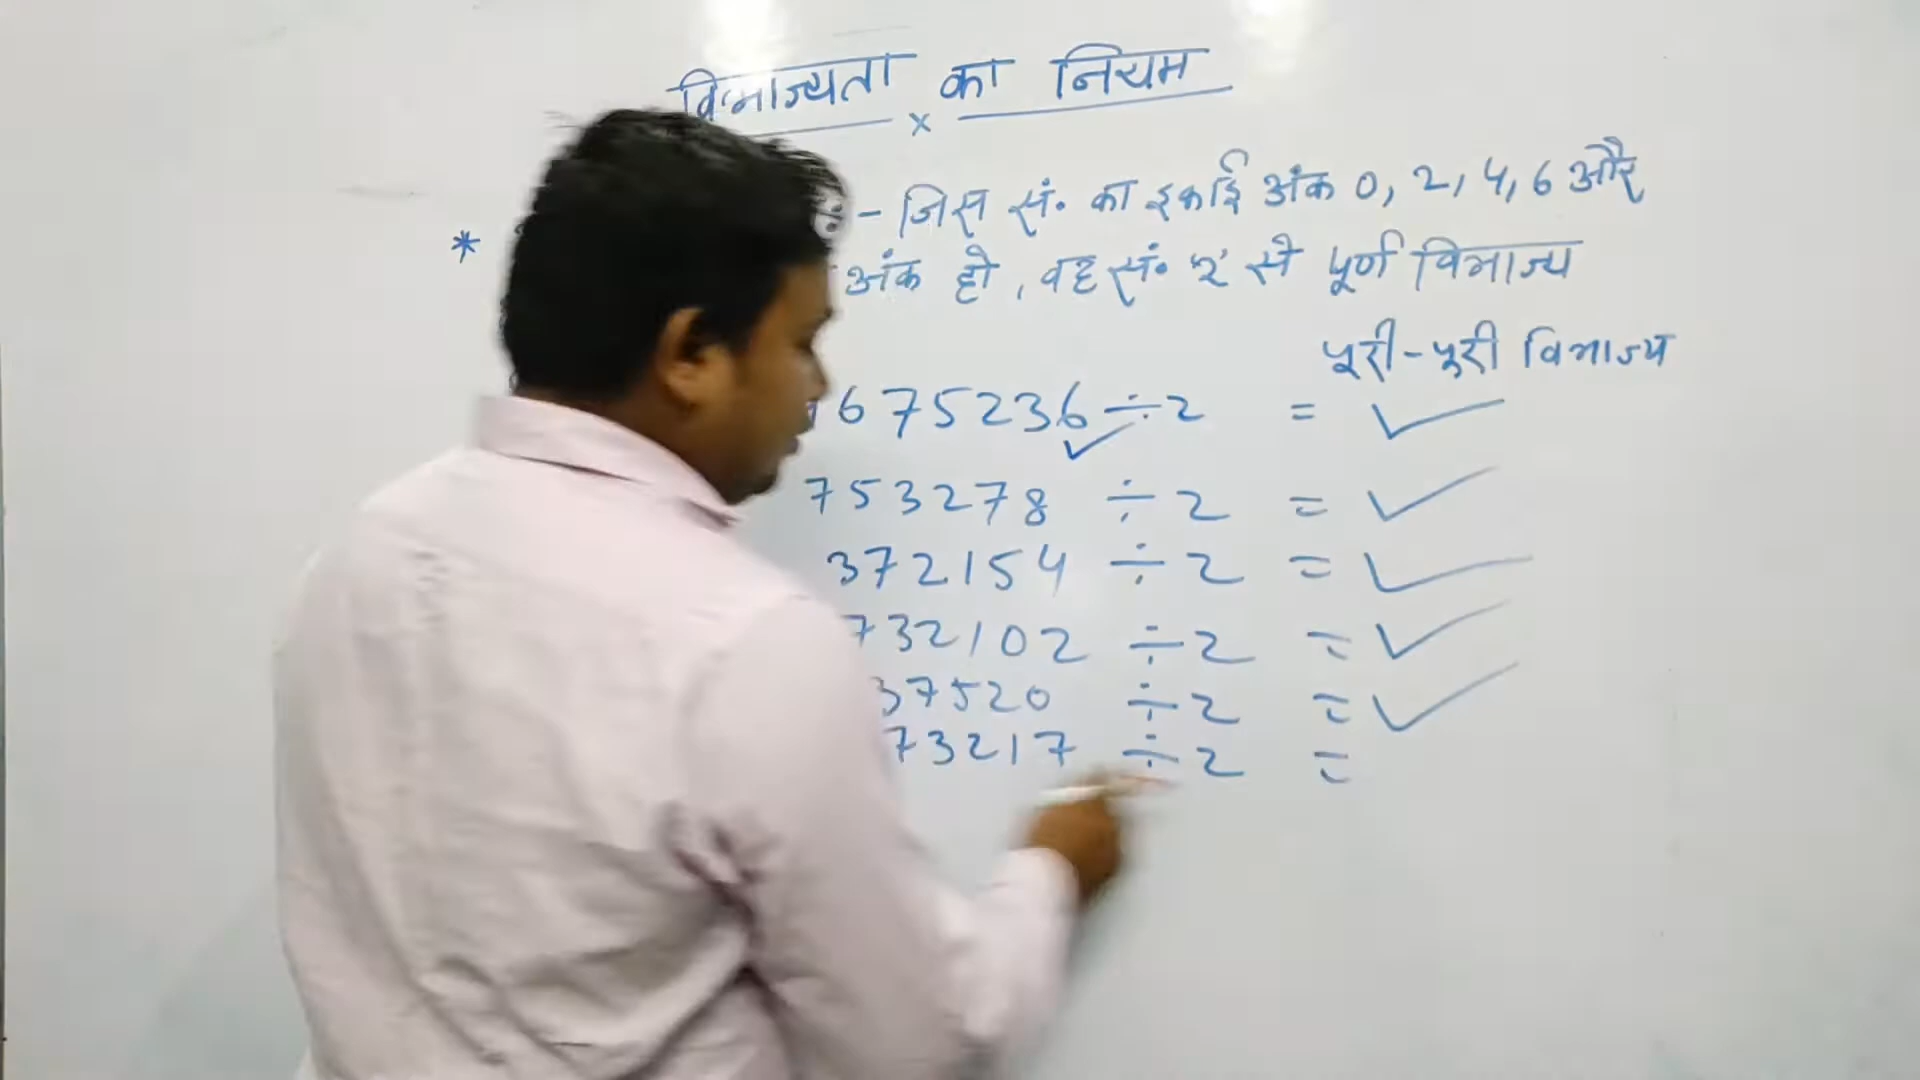 विभाज्यता का नियम
x
* :- जिस सं. का इकाई अंक 0, 2, 4, 6 और
अंक हो, वह सं. '2' से पूर्ण विभाज्य
पूरी-पूरी विभाज्य
675236 ÷ 2 = ✓
✓
753278 ÷ 2 = ✓
372154 ÷ 2 = ✓
732102 ÷ 2 = ✓
37520 ÷ 2 = ✓
73217 ÷ 2 =